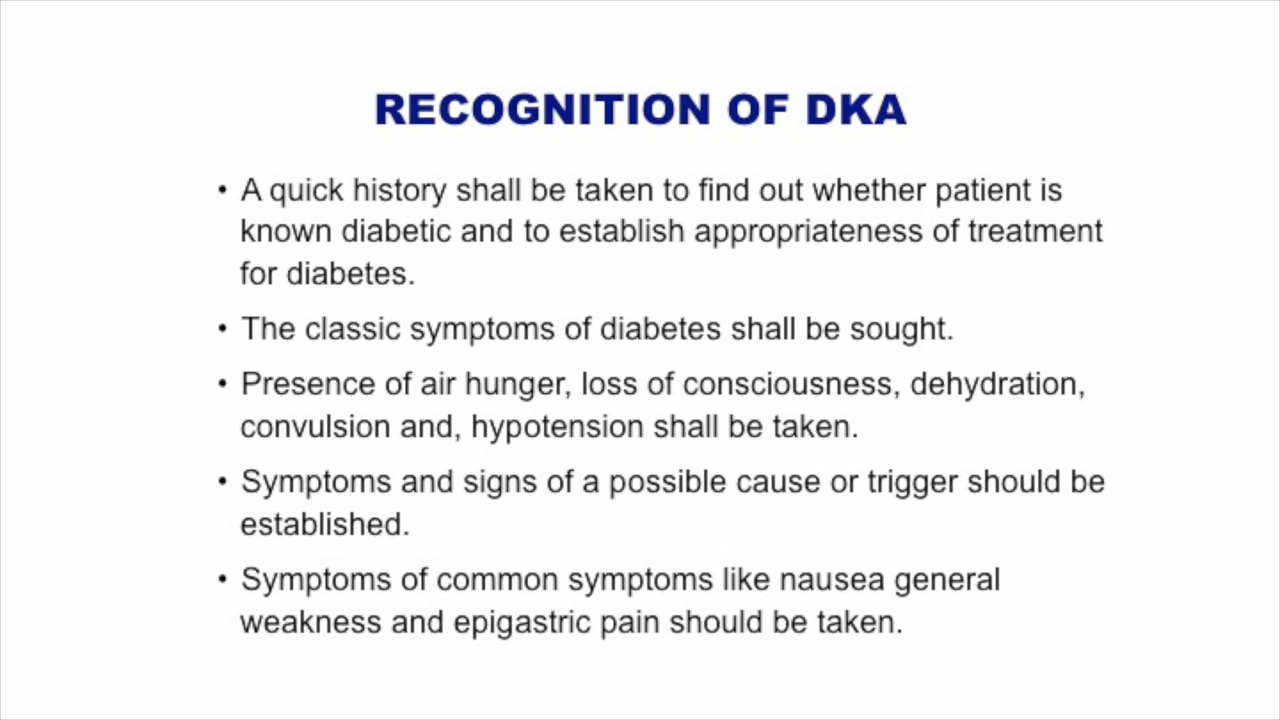 RECOGNITION OF DKA
• A quick history shall be taken to find out whether patient is
known diabetic and to establish appropriateness of treatment
for diabetes.
• The classic symptoms of diabetes shall be sought.
• Presence of air hunger, loss of consciousness, dehydration,
convulsion and, hypotension shall be taken.
• Symptoms and signs of a possible cause or trigger should be
established.
• Symptoms of common symptoms like nausea general
weakness and epigastric pain should be taken.